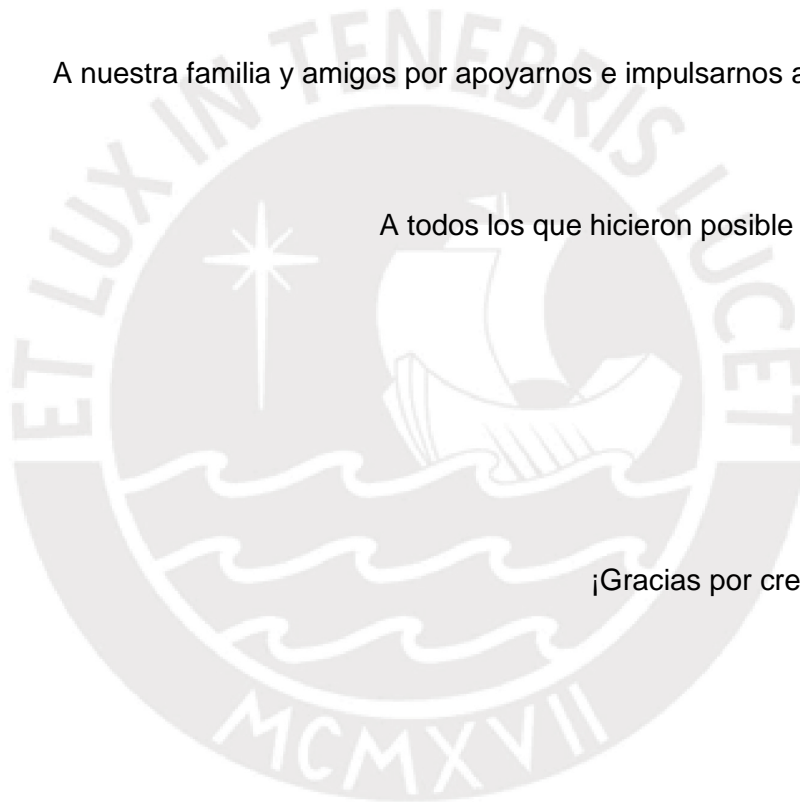 A nuestra familia y amigos por apoyarnos e impulsarnos a
A todos los que hicieron posible
¡Gracias por cre
ET LUX IN TENEBRIS LUCET
MCMXVII